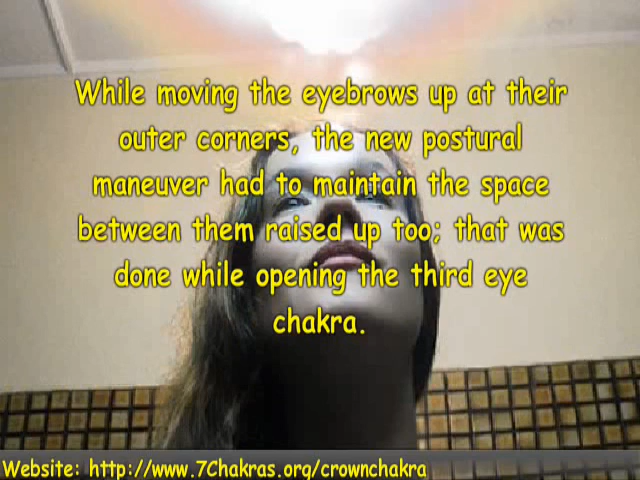 While moving the eyebrows up at their
outer corners, the new postural
maneuver had to maintain the space
between them raised up too; that was
done while opening the third eye
chakra.
Website: http://www.7Chakras.org/crownchakra